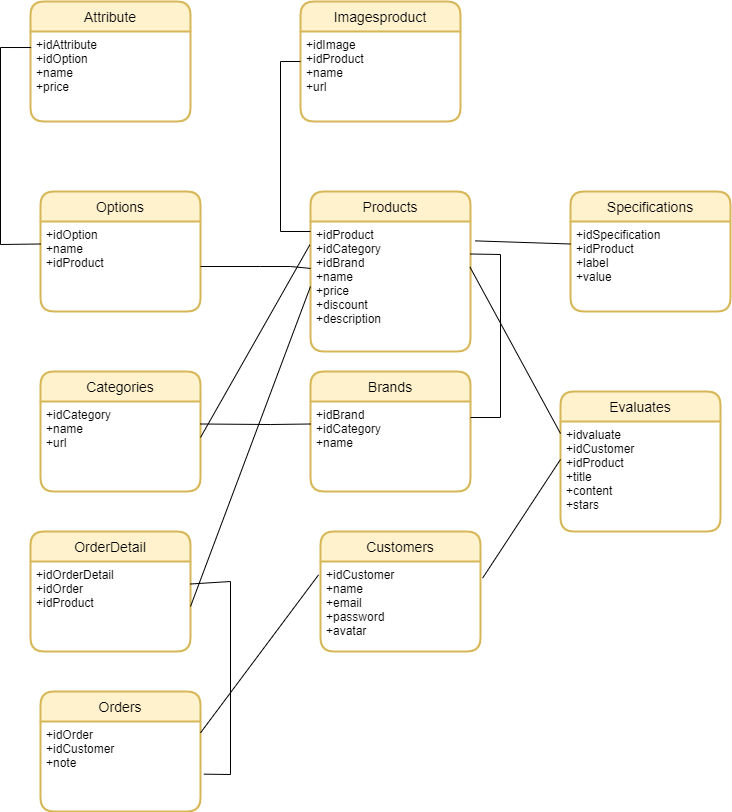 Attribute
+idAttribute
+idOption
+name
+price
Imagesproduct
+idImage
+idProduct
+name
+url
Options
+idOption
+name
+idProduct
Products
+idProduct
+idCategory
+idBrand
+name
+price
+discount
+description
Specifications
+idSpecification
+idProduct
+label
+value
Categories
+idCategory
+name
+url
Brands
+idBrand
+idCategory
+name
Evaluates
+idvaluate
+idCustomer
+idProduct
+title
+content
+stars
OrderDetail
+idOrderDetail
+idOrder
+idProduct
Customers
+idCustomer
+name
+email
+password
+avatar
Orders
+idOrder
+idCustomer
+note